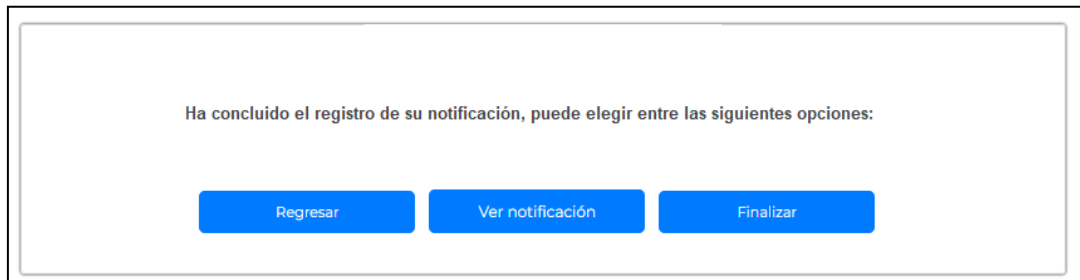 Ha concluido el registro de su notificación, puede elegir entre las siguientes opciones:
Regresar
Ver notificación
Finalizar